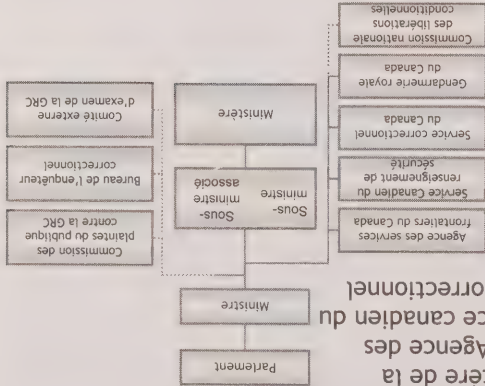 tère de la
Agence des
ce canadien du
orrectionnel
Parlement
Ministre
Agence des services
frontaliers du Canada
Service Canadien du
renseignement de
sécurité
Service correctionnel
du Canada
Gendarmerie royale
du Canada
Commission nationale
des libérations
conditionnelles
Sous-
ministre
Sous-
ministre
associé
Ministère
Commission des
plaintes du publique
contre la GRC
Bureau de l'enquêteur
correctionnel
Comité externe
d'examen de la GRC